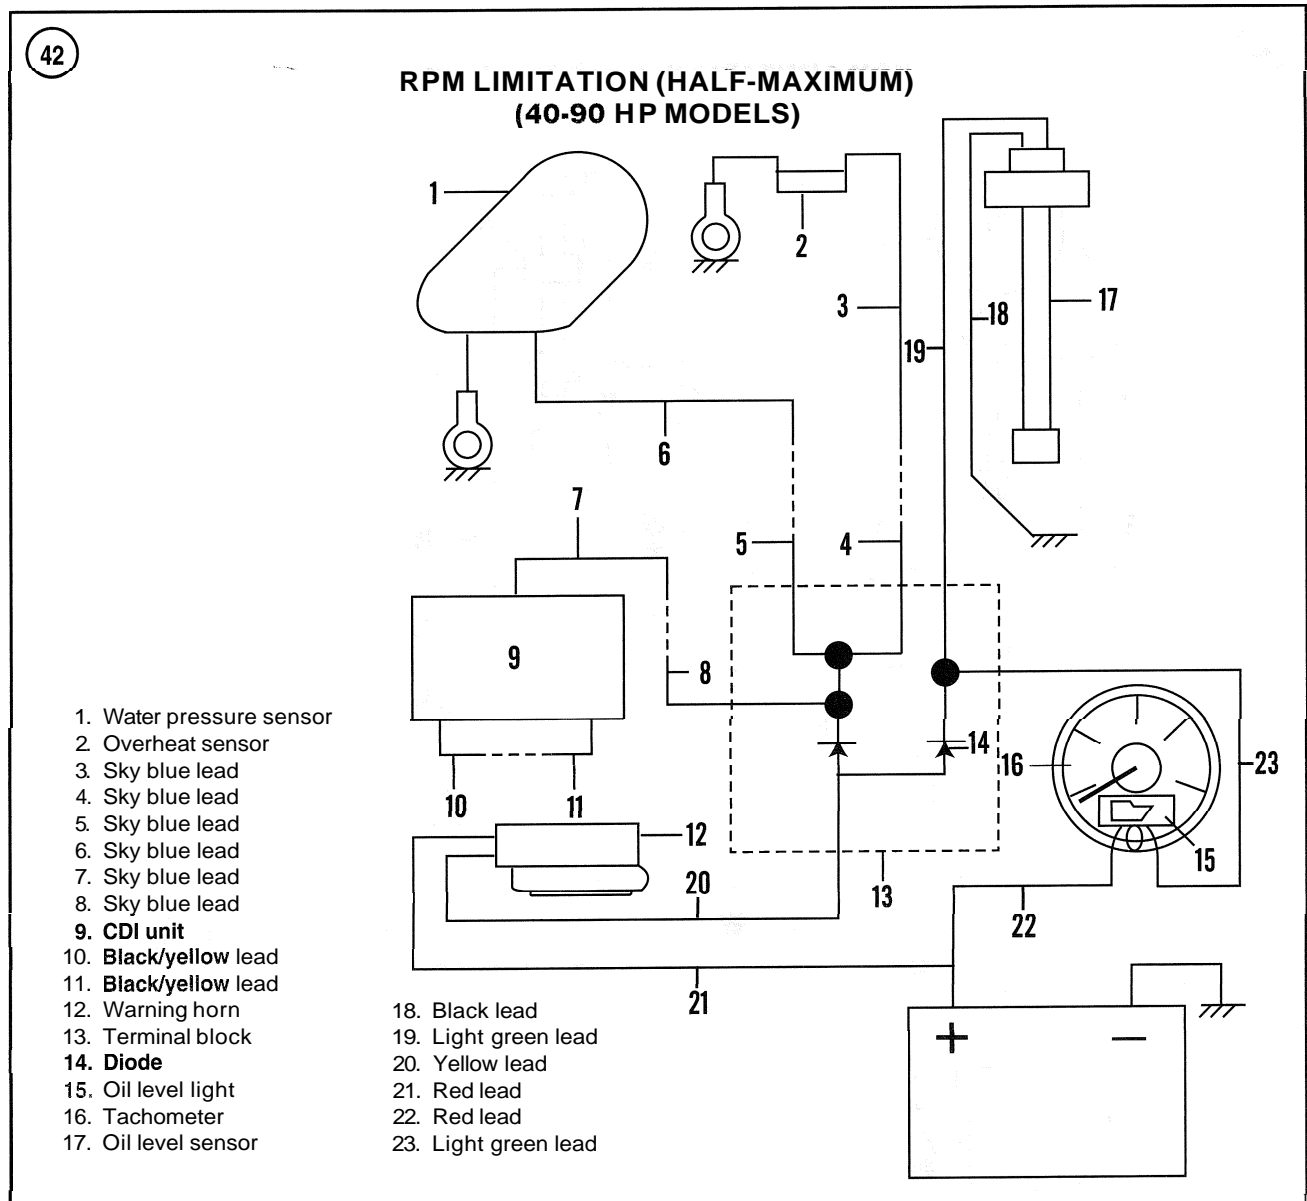 42
RPM LIMITATION (HALF-MAXIMUM)
(40-90 HP MODELS)
1
2
3
17
18
19
6
7
5
4
9
8
14
16
23
10
11
12
15
20
13
22
21
+
−
1. Water pressure sensor
2. Overheat sensor
3. Sky blue lead
4. Sky blue lead
5. Sky blue lead
6. Sky blue lead
7. Sky blue lead
8. Sky blue lead
9. CDI unit
10. Black/yellow lead
11. Black/yellow lead
12. Warning horn
13. Terminal block
14. Diode
15. Oil level light
16. Tachometer
17. Oil level sensor
18. Black lead
19. Light green lead
20. Yellow lead
21. Red lead
22. Red lead
23. Light green lead